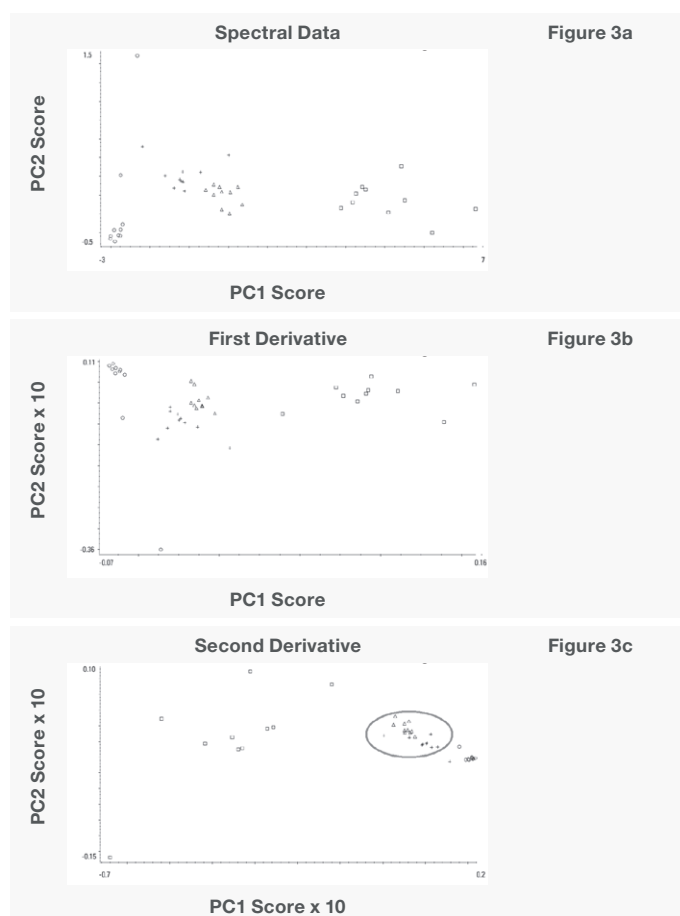 Spectral Data
Figure 3a
PC2 Score
1.5
-0.5
-3
7
PC1 Score
First Derivative
Figure 3b
PC2 Score x 10
0.11
-0.36
-0.07
0.16
PC1 Score
Second Derivative
Figure 3c
PC2 Score x 10
0.10
-0.15
-0.7
0.2
PC1 Score x 10